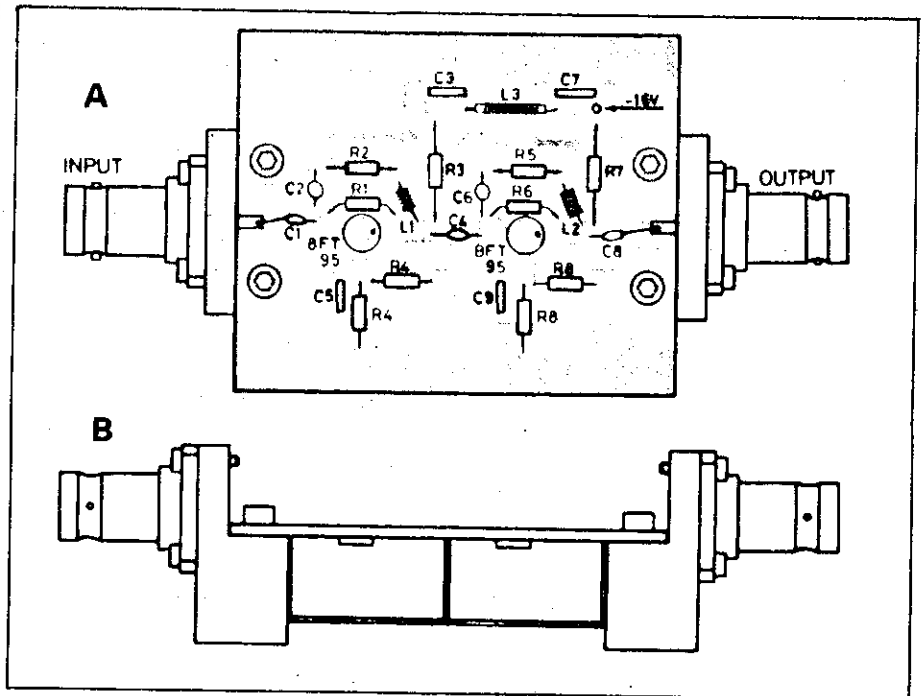 A
INPUT
C3
L3
C7
-16V
R2
R3
R5
R7
OUTPUT
C2
R1
C6
R6
C1
L1
C4
L2
C8
BFT
95
BFT
95
C5
R4
R4
C9
R8
R8
B